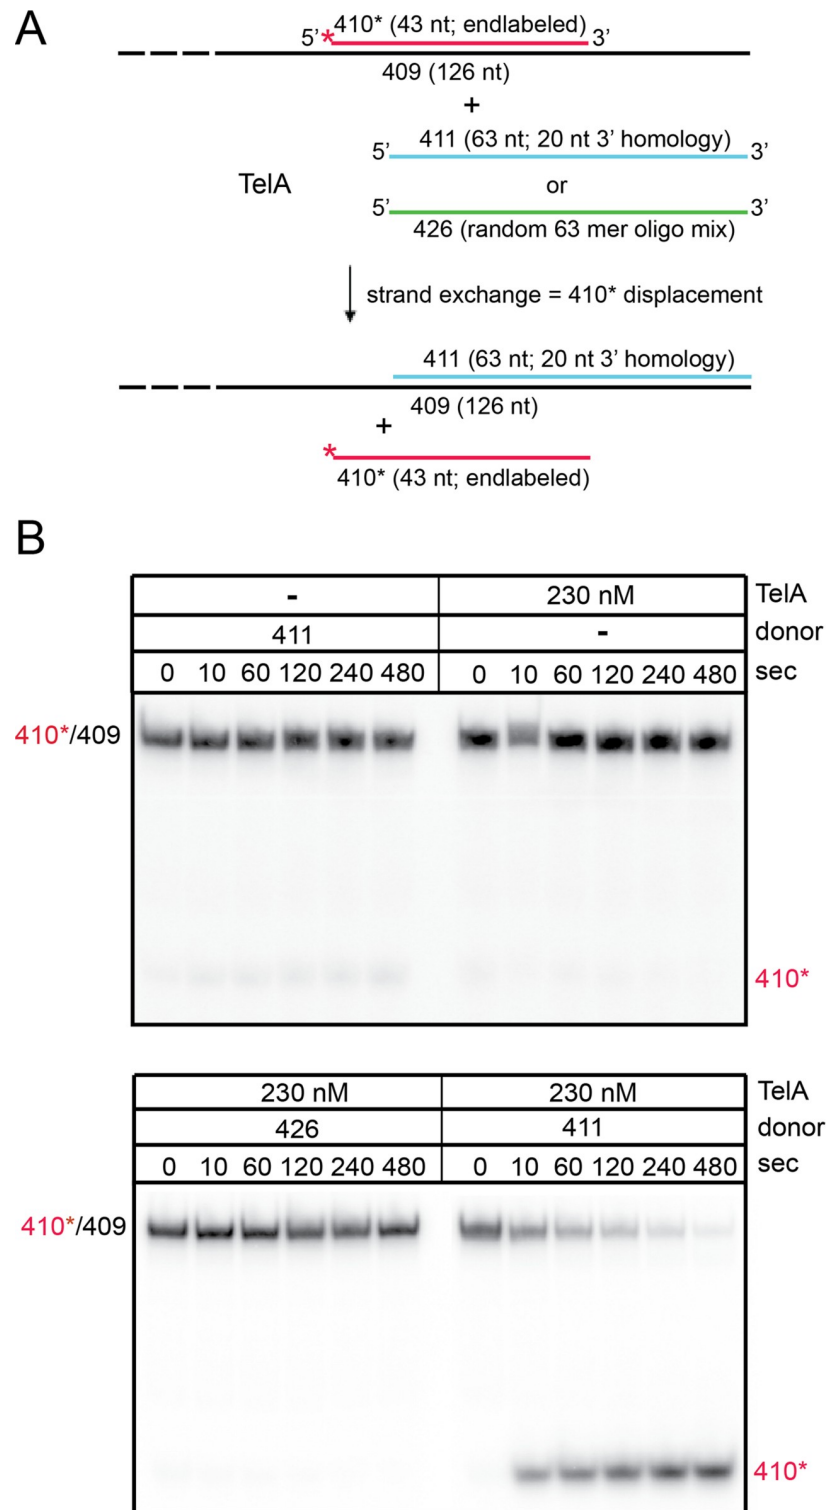 A
5’ * 410* (43 nt; endlabeled) 3’
409 (126 nt)
+
5’ 411 (63 nt; 20 nt 3’ homology) 3’
TelA or
5’ 3’
426 (random 63 mer oligo mix)
strand exchange = 410* displacement
411 (63 nt; 20 nt 3’ homology)
409 (126 nt)
+
*
410* (43 nt; endlabeled)
B
- 230 nM TelA
411 - donor
0 10 60 120 240 480 0 10 60 120 240 480 sec
410*/409
410*
230 nM 230 nM TelA
426 411 donor
0 10 60 120 240 480 0 10 60 120 240 480 sec
410*/409
410*